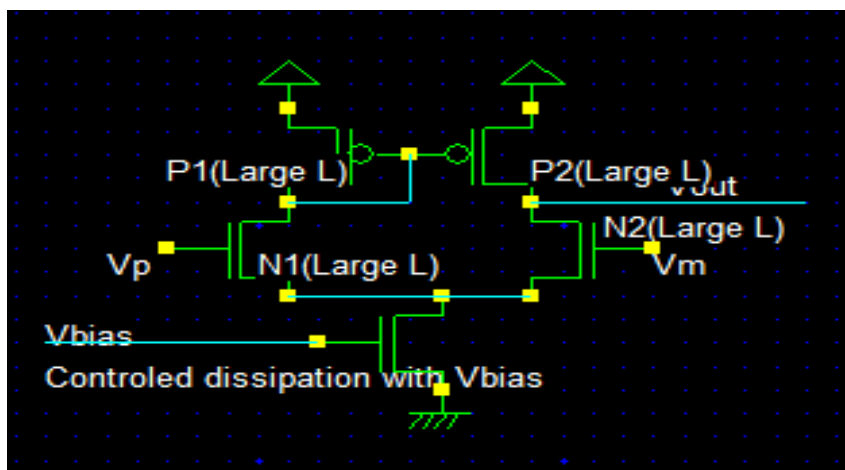 P1(Large L)
P2(Large L)
Vout
N2(Large L)
Vp
N1(Large L)
Vm
Vbias
Controled dissipation with Vbias